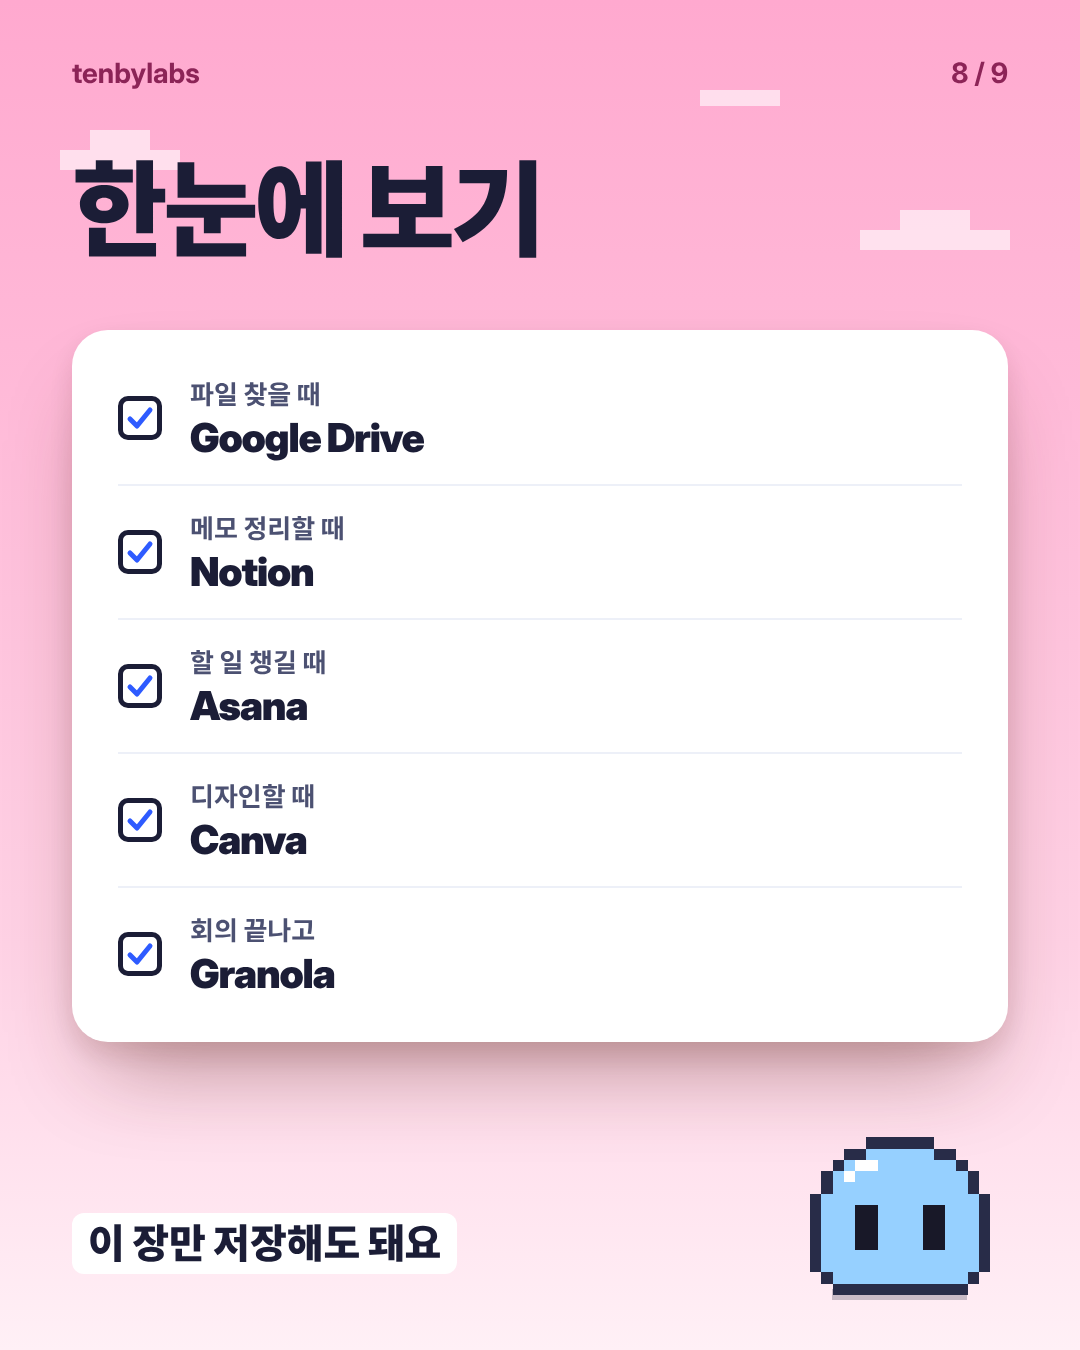 tenbylabs
8 / 9
한눈에 보기
파일 찾을 때
Google Drive
메모 정리할 때
Notion
할 일 챙길 때
Asana
디자인할 때
Canva
회의 끝나고
Granola
이 장만 저장해도 돼요